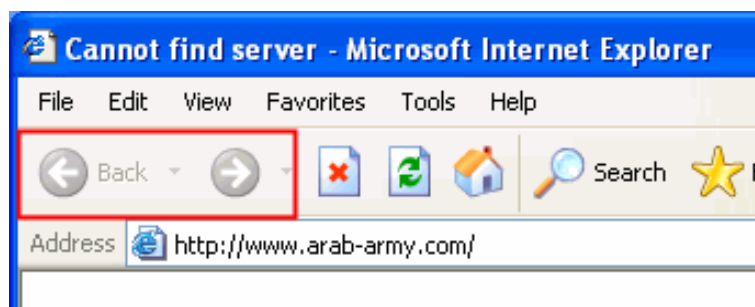 Cannot find server - Microsoft Internet Explorer
File Edit View Favorites Tools Help
Back Search
Address http://www.arab-army.com/